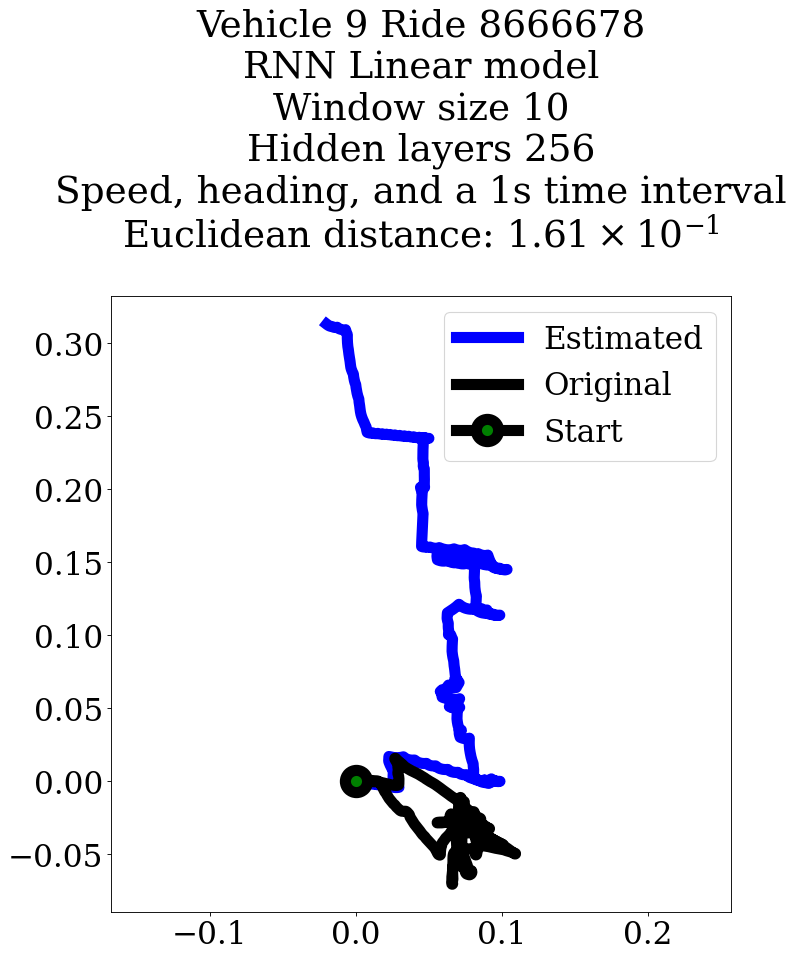 Vehicle 9 Ride 8666678
RNN Linear model
Window size 10
Hidden layers 256
Speed, heading, and a 1s time interval
Euclidean distance: 1.61 × 10⁻¹
Estimated
Original
Start
0.30
0.25
0.20
0.15
0.10
0.05
0.00
−0.05
−0.1
0.0
0.1
0.2